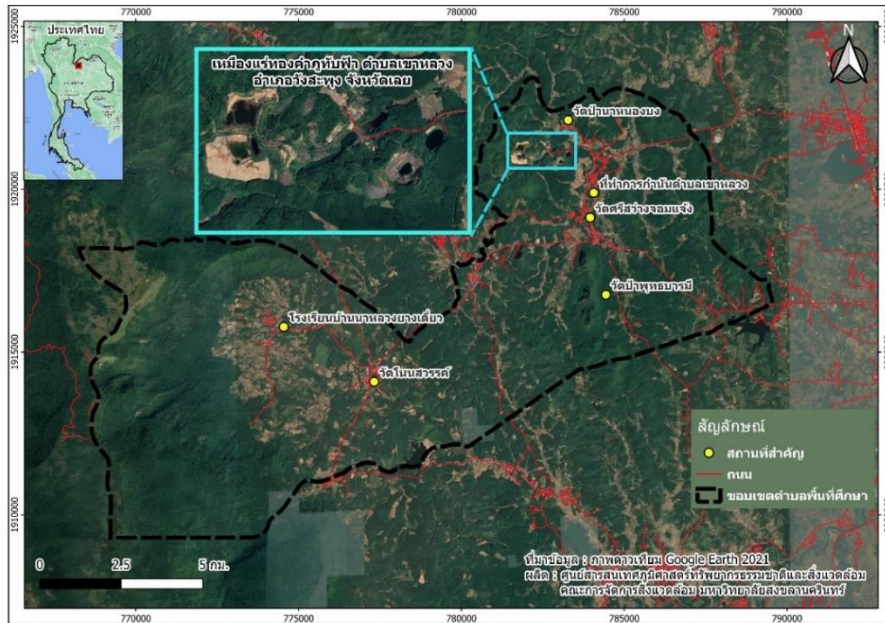 770000
775000
780000
785000
790000
1925000
1925000
ประเทศไทย
N
เหมืองแร่ทองคำภูทับฟ้า ตำบลเขาหลวง
อำเภอวังสะพุง จังหวัดเลย
วัดป่านาหนองบง
1920000
1920000
ที่ทำการกำนันตำบลเขาหลวง
วัดศรีสว่างจอมแจ้ง
วัดป่าพุทธบารมี
โรงเรียนบ้านนาหลวงยางเดี่ยว
1915000
1915000
วัดโนนสวรรค์
สัญลักษณ์
สถานที่สำคัญ
ถนน
ขอบเขตตำบลพื้นที่ศึกษา
1910000
1910000
0 2.5 5 กม.
ที่มาข้อมูล : ภาพดาวเทียม Google Earth 2021
ผลิต : ศูนย์สารสนเทศภูมิศาสตร์ทรัพยากรธรรมชาติและสิ่งแวดล้อม
คณะการจัดการสิ่งแวดล้อม มหาวิทยาลัยสงขลานครินทร์
770000
775000
780000
785000
790000